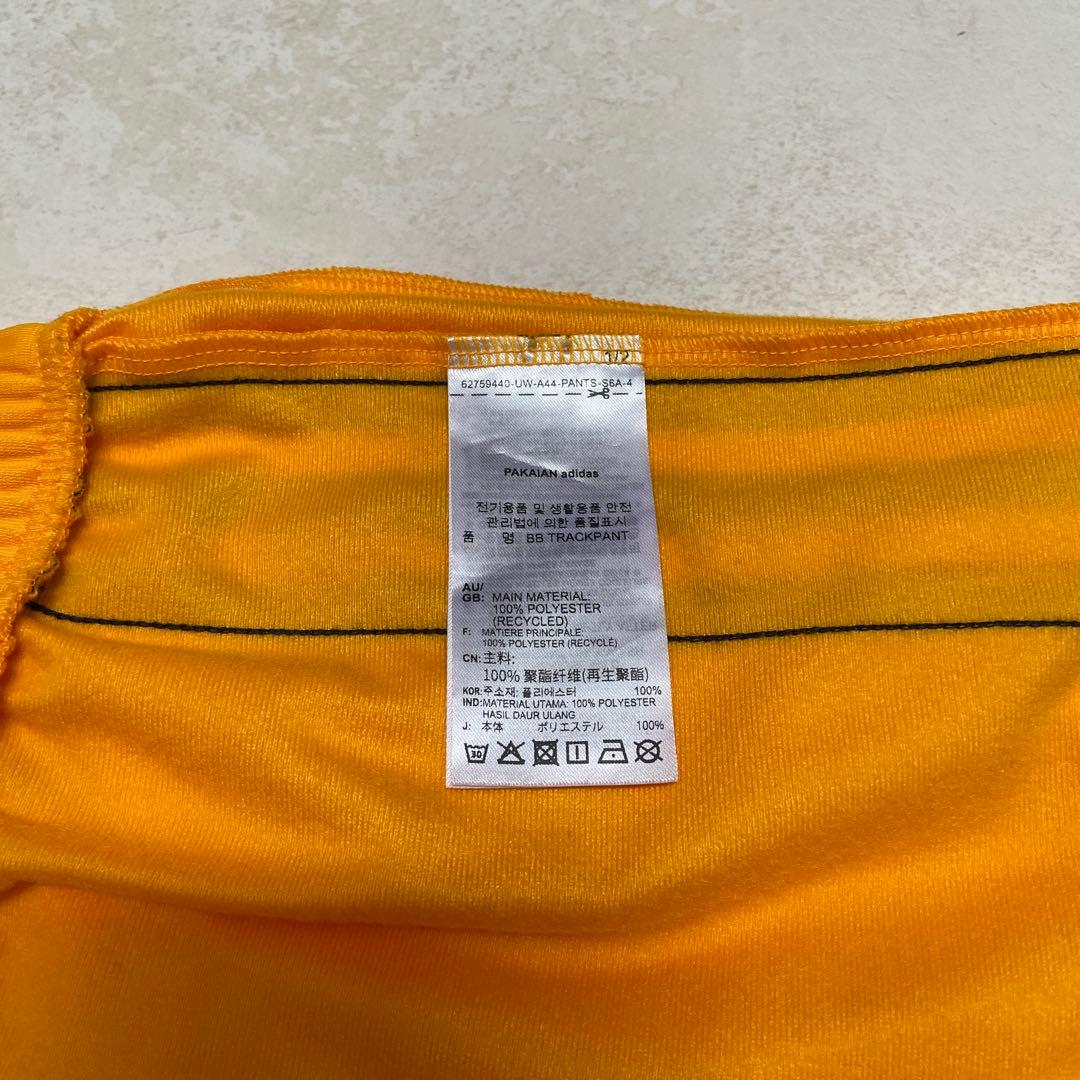 1/2
62759440-UW-A44-PANTS-S6A-4
PAKAIAN adidas
전기용품 및 생활용품 안전
관리법에 의한 품질표시
품 명 BB TRACKPANT
AU/
GB: MAIN MATERIAL:
100% POLYESTER
(RECYCLED)
F: MATIERE PRINCIPALE:
100% POLYESTER (RECYCLÉ)
CN: 主料:
100% 聚酯纤维(再生聚酯)
KOR: 주소재: 폴리에스터 100%
IND: MATERIAL UTAMA: 100% POLYESTER
HASIL DAUR ULANG
J: 本体 ポリエステル 100%
30